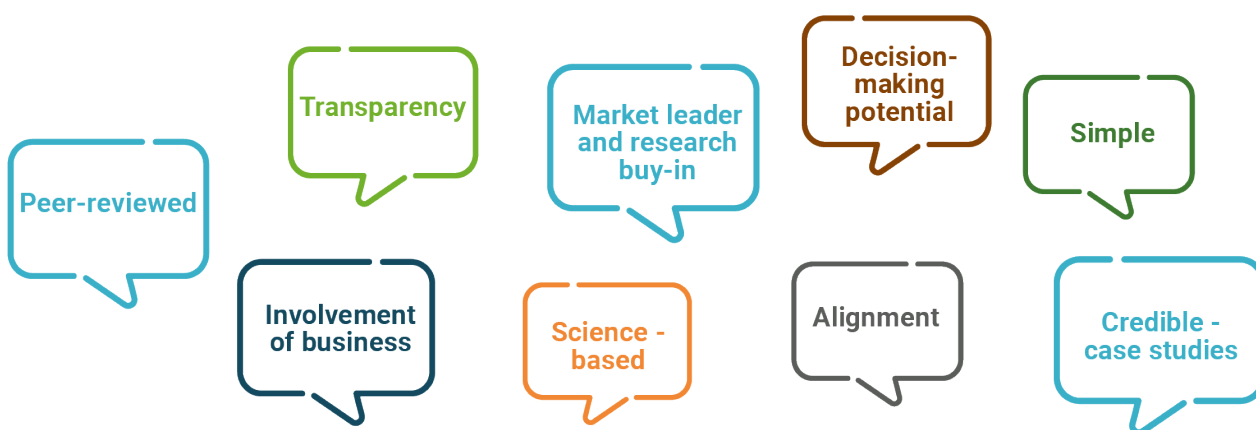 Peer-reviewed
Transparency
Market leader
and research
buy-in
Decision-
making
potential
Simple
Involvement
of business
Science -
based
Alignment
Credible -
case studies